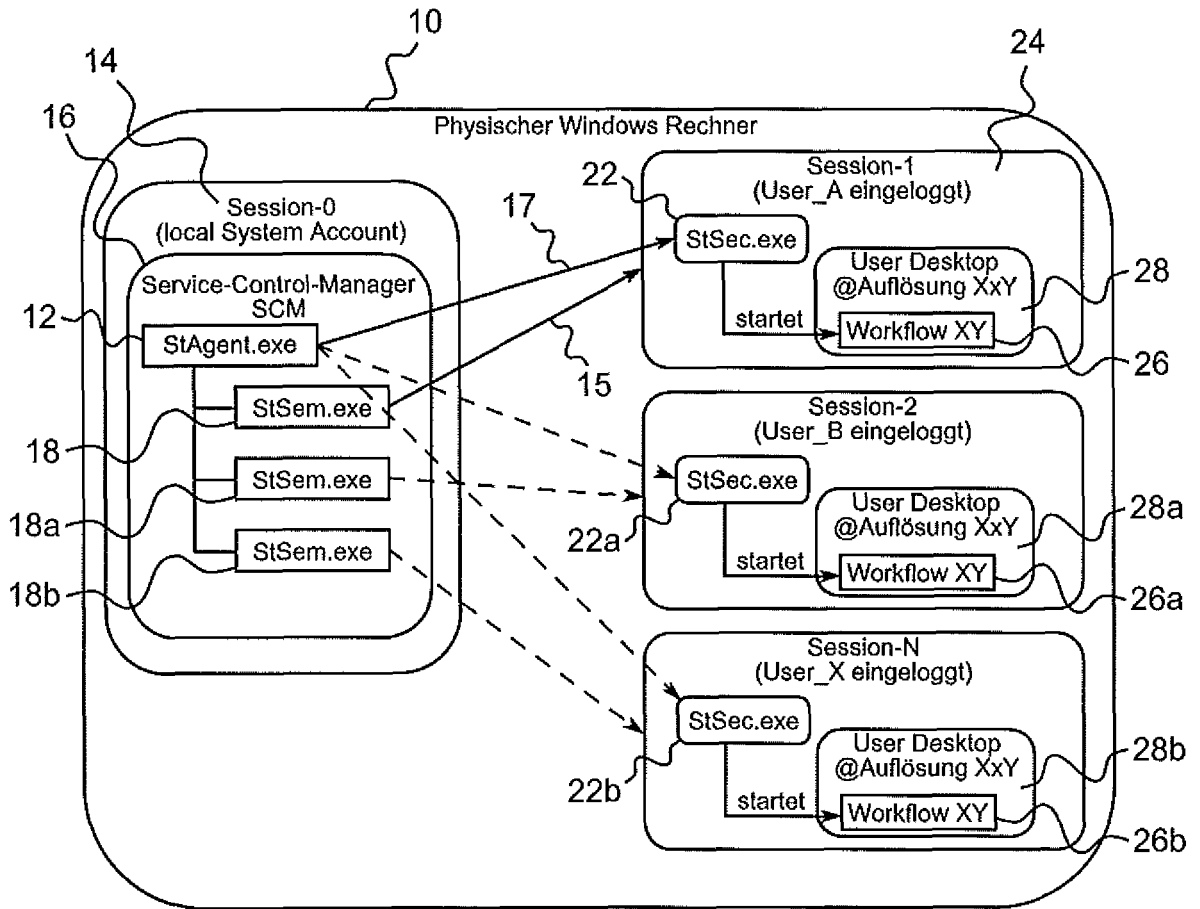 10
14
24
16
Physischer Windows Rechner
Session-0
(local System Account)
17
Service-Control-Manager
SCM
12
StAgent.exe
15
StSem.exe
18
StSem.exe
18a
StSem.exe
18b
Session-1
(User_A eingeloggt)
22
StSec.exe
User Desktop
@Auflösung XxY
28
startet
Workflow XY
26
Session-2
(User_B eingeloggt)
StSec.exe
22a
User Desktop
@Auflösung XxY
28a
startet
Workflow XY
26a
Session-N
(User_X eingeloggt)
StSec.exe
22b
User Desktop
@Auflösung XxY
28b
startet
Workflow XY
26b